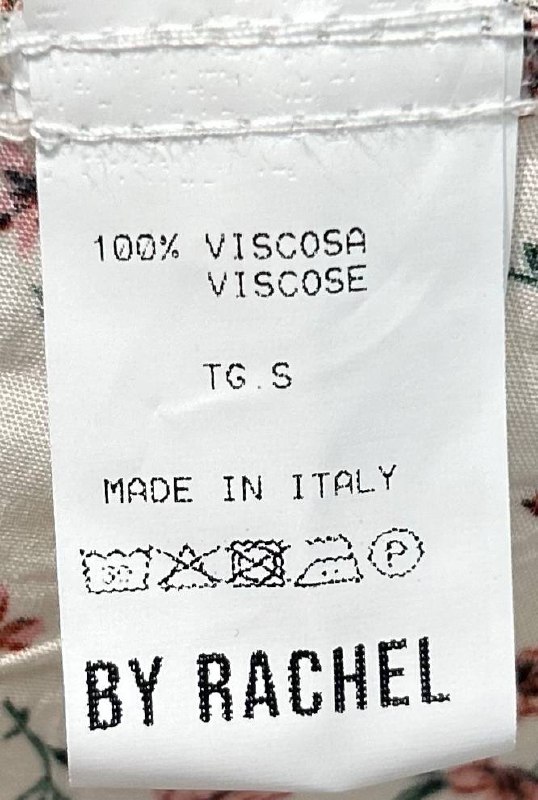 100% VISCOSA
VISCOSE
TG.S
MADE IN ITALY
30
P
BY RACHEL